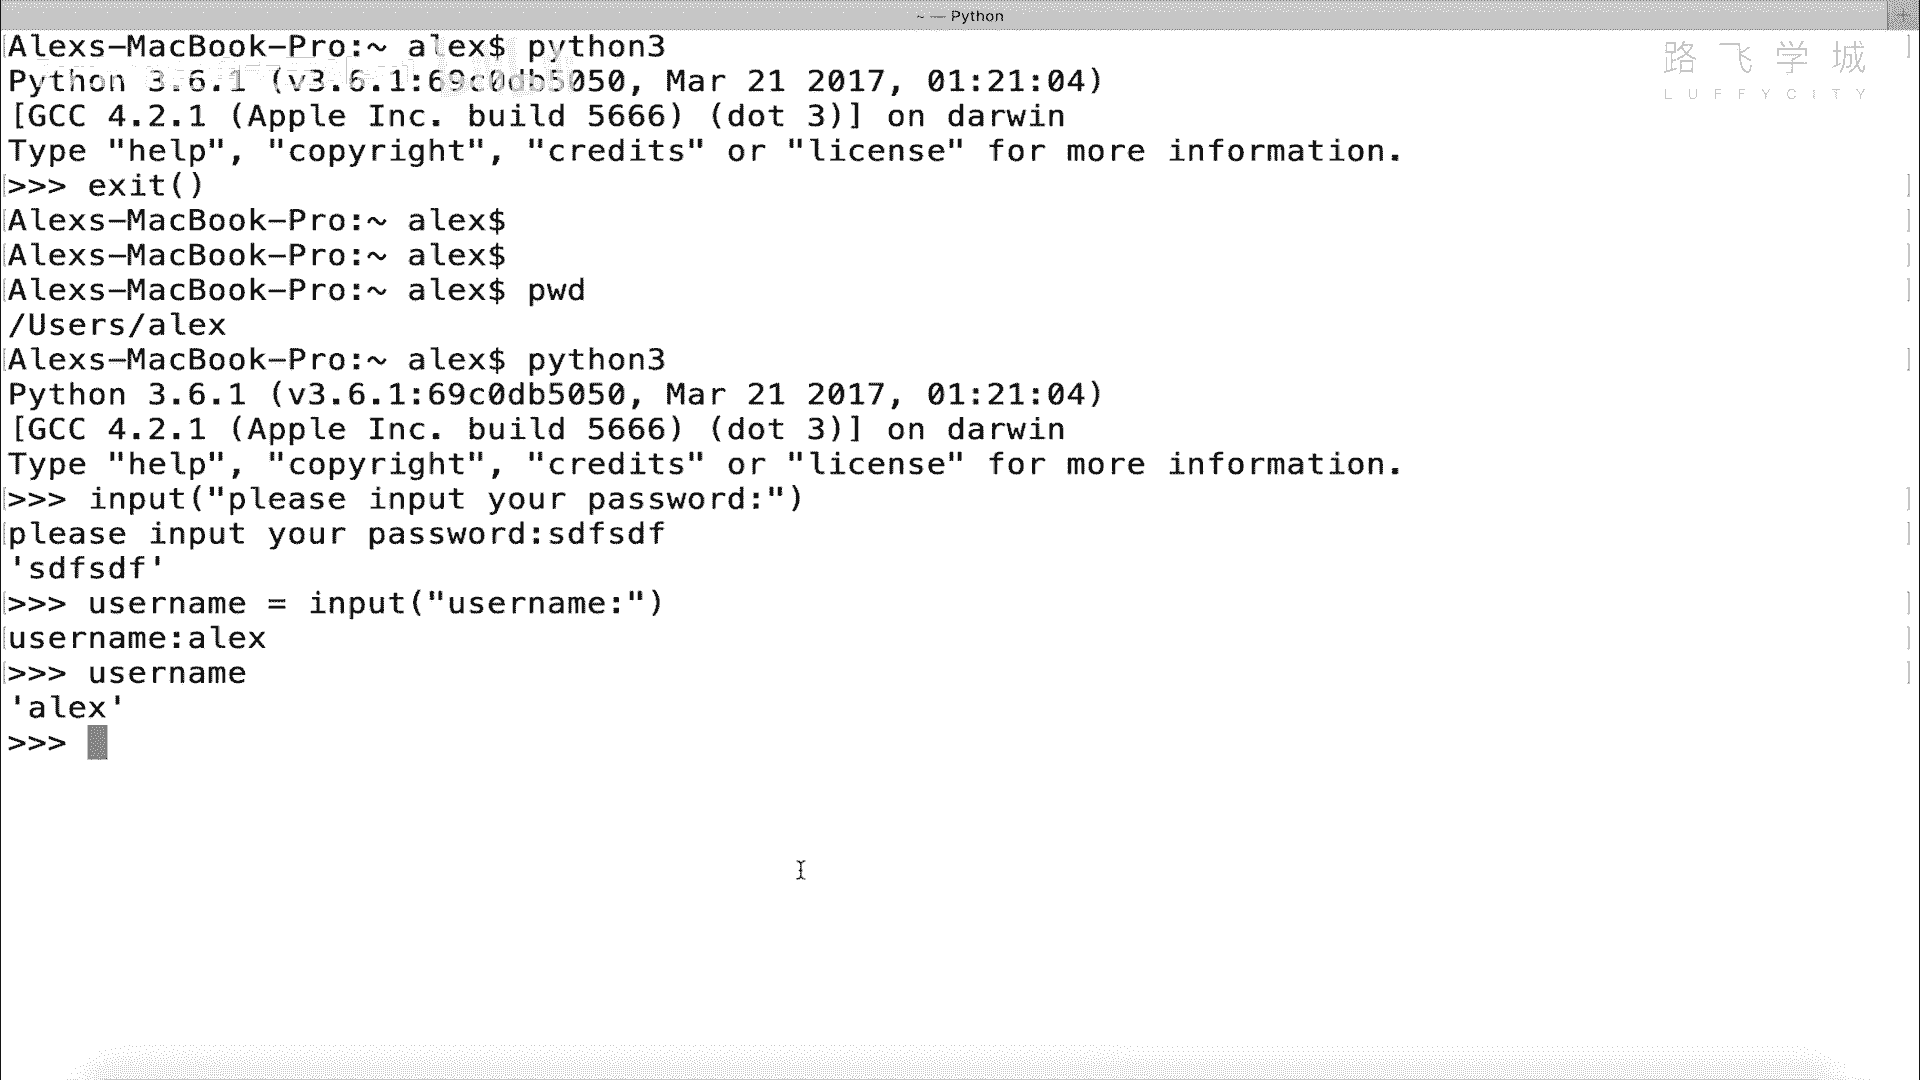 ~ — Python
Alexs-MacBook-Pro:~ alex$ python3
Python 3.6.1 (v3.6.1:69c0db5050, Mar 21 2017, 01:21:04)
[GCC 4.2.1 (Apple Inc. build 5666) (dot 3)] on darwin
Type "help", "copyright", "credits" or "license" for more information.
>>> exit()
Alexs-MacBook-Pro:~ alex$
Alexs-MacBook-Pro:~ alex$
Alexs-MacBook-Pro:~ alex$ pwd
/Users/alex
Alexs-MacBook-Pro:~ alex$ python3
Python 3.6.1 (v3.6.1:69c0db5050, Mar 21 2017, 01:21:04)
[GCC 4.2.1 (Apple Inc. build 5666) (dot 3)] on darwin
Type "help", "copyright", "credits" or "license" for more information.
>>> input("please input your password:")
please input your password:sdfsdf
'sdfsdf'
>>> username = input("username:")
username:alex
>>> username
'alex'
>>>
路飞学城
LUFFYCITY